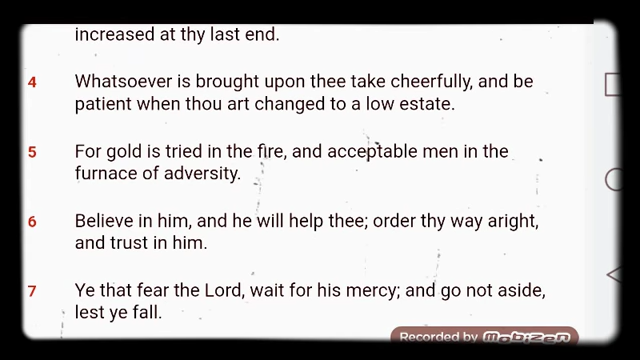 increased at thy last end.
4 Whatsoever is brought upon thee take cheerfully, and be
patient when thou art changed to a low estate.
5 For gold is tried in the fire, and acceptable men in the
furnace of adversity.
6 Believe in him, and he will help thee; order thy way aright,
and trust in him.
7 Ye that fear the Lord, wait for his mercy; and go not aside,
lest ye fall.
Recorded by Mobizen